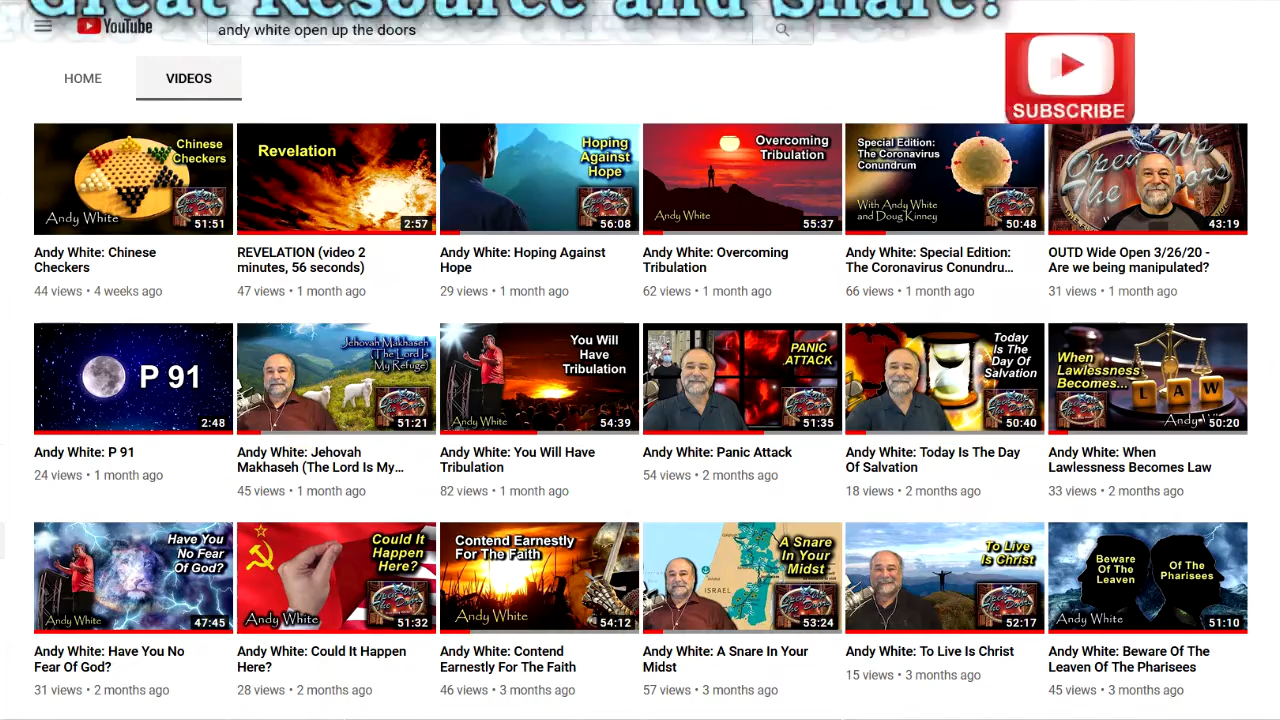 Great Resource and Share!
YouTube
andy white open up the doors
HOME
VIDEOS
SUBSCRIBE
Chinese
Checkers
Andy White
51:51
Revelation
2:57
Hoping
Against
Hope
56:08
Overcoming
Tribulation
Andy White
55:37
Special Edition:
The Coronavirus
Conundrum
With Andy White
and Doug Kinney
50:48
Open Up
The Doors
43:19
Andy White: Chinese
Checkers
44 views • 4 weeks ago
REVELATION (video 2
minutes, 56 seconds)
47 views • 1 month ago
Andy White: Hoping Against
Hope
29 views • 1 month ago
Andy White: Overcoming
Tribulation
62 views • 1 month ago
Andy White: Special Edition:
The Coronavirus Conundru...
66 views • 1 month ago
OUTD Wide Open 3/26/20 -
Are we being manipulated?
31 views • 1 month ago
P 91
2:48
Jehovah Makhaseh
(The Lord Is
My Refuge)
51:21
You Will
Have
Tribulation
Andy White
54:39
PANIC
ATTACK
51:35
Today
Is The
Day Of
Salvation
50:40
When
Lawlessness
Becomes...
LAW
Andy W
50:20
Andy White: P 91
24 views • 1 month ago
Andy White: Jehovah
Makhaseh (The Lord Is My...
45 views • 1 month ago
Andy White: You Will Have
Tribulation
82 views • 1 month ago
Andy White: Panic Attack
54 views • 2 months ago
Andy White: Today Is The Day
Of Salvation
18 views • 2 months ago
Andy White: When
Lawlessness Becomes Law
33 views • 2 months ago
Have You
No Fear
Of God?
Andy White
47:45
Could It
Happen
Here?
Andy White
51:32
Contend Earnestly
For The Faith
Andy White
54:12
A Snare
In Your
Midst
ISRAEL
53:24
To Live
Is Christ
52:17
Beware
Of The
Leaven
Of The
Pharisees
Andy White
51:10
Andy White: Have You No
Fear Of God?
31 views • 2 months ago
Andy White: Could It Happen
Here?
28 views • 2 months ago
Andy White: Contend
Earnestly For The Faith
46 views • 3 months ago
Andy White: A Snare In Your
Midst
57 views • 3 months ago
Andy White: To Live Is Christ
15 views • 3 months ago
Andy White: Beware Of The
Leaven Of The Pharisees
45 views • 3 months ago